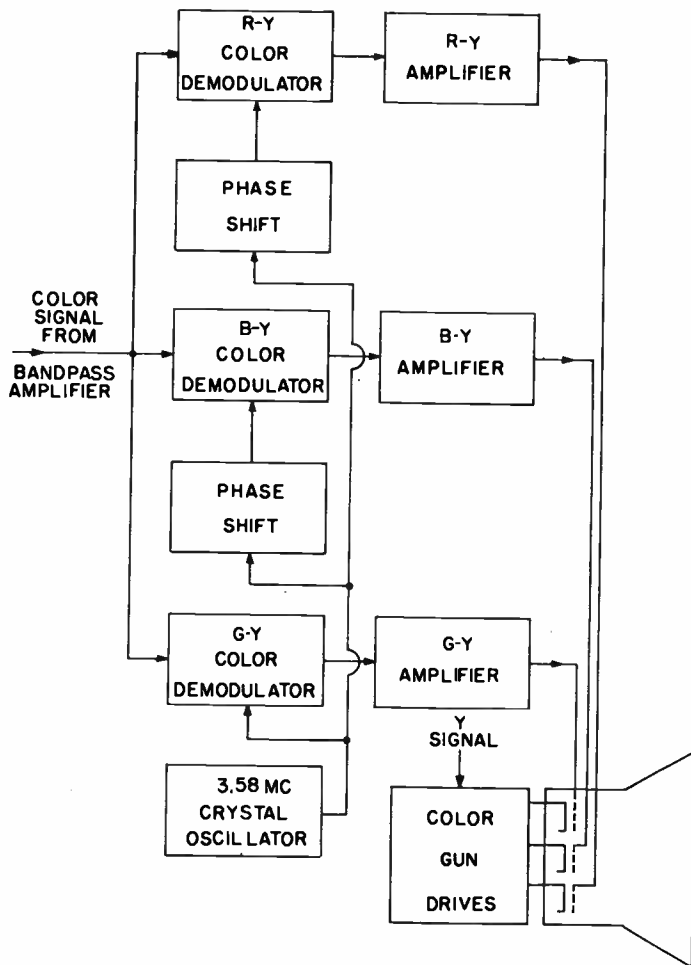 R-Y
COLOR
DEMODULATOR
R-Y
AMPLIFIER
PHASE
SHIFT
COLOR
SIGNAL
FROM
BANDPASS
AMPLIFIER
B-Y
COLOR
DEMODULATOR
B-Y
AMPLIFIER
PHASE
SHIFT
G-Y
COLOR
DEMODULATOR
G-Y
AMPLIFIER
Y
SIGNAL
3.58 MC
CRYSTAL
OSCILLATOR
COLOR
GUN
DRIVES